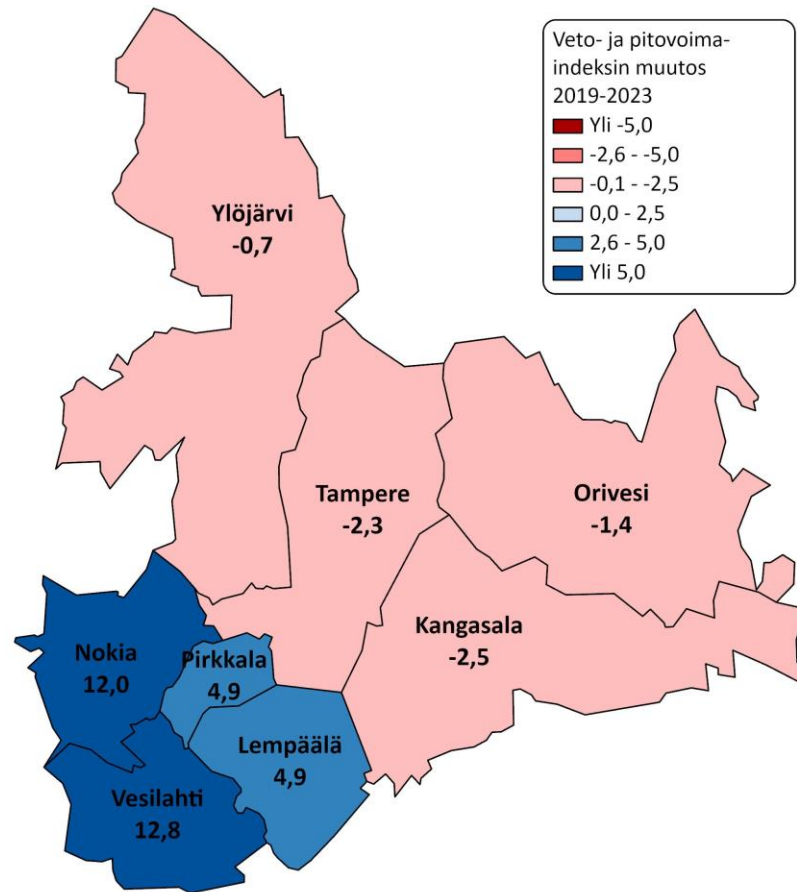 Veto- ja pitovoima-
indeksin muutos
2019-2023
Yli -5,0
-2,6 - -5,0
-0,1 - -2,5
0,0 - 2,5
2,6 - 5,0
Yli 5,0
Ylöjärvi
-0,7
Tampere
-2,3
Orivesi
-1,4
Kangasala
-2,5
Nokia
12,0
Pirkkala
4,9
Lempäälä
4,9
Vesilahti
12,8